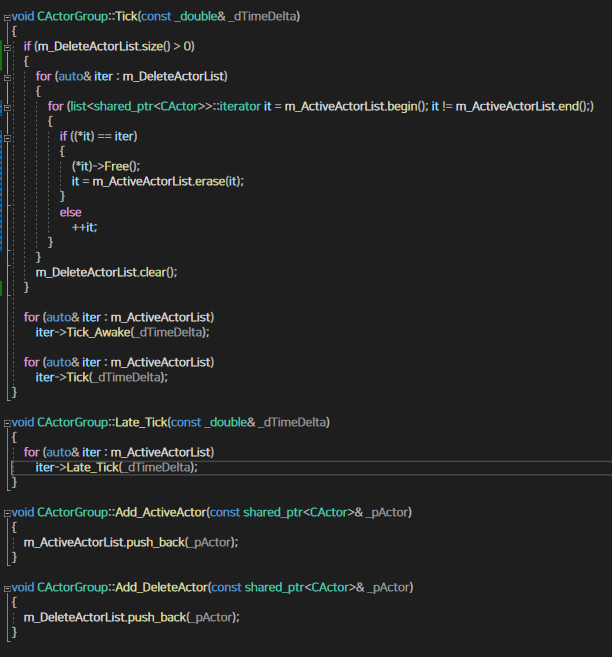 void CActorGroup::Tick(const _double& _dTimeDelta)
{
if (m_DeleteActorList.size() > 0)
{
for (auto& iter : m_DeleteActorList)
{
for (list<shared_ptr<CActor>>::iterator it = m_ActiveActorList.begin(); it != m_ActiveActorList.end();)
{
if ((*it) == iter)
{
(*it)->Free();
it = m_ActiveActorList.erase(it);
}
else
++it;
}
}
m_DeleteActorList.clear();
}
for (auto& iter : m_ActiveActorList)
iter->Tick_Awake(_dTimeDelta);
for (auto& iter : m_ActiveActorList)
iter->Tick(_dTimeDelta);
}
void CActorGroup::Late_Tick(const _double& _dTimeDelta)
{
for (auto& iter : m_ActiveActorList)
iter->Late_Tick(_dTimeDelta);
}
void CActorGroup::Add_ActiveActor(const shared_ptr<CActor>& _pActor)
{
m_ActiveActorList.push_back(_pActor);
}
void CActorGroup::Add_DeleteActor(const shared_ptr<CActor>& _pActor)
{
m_DeleteActorList.push_back(_pActor);
}